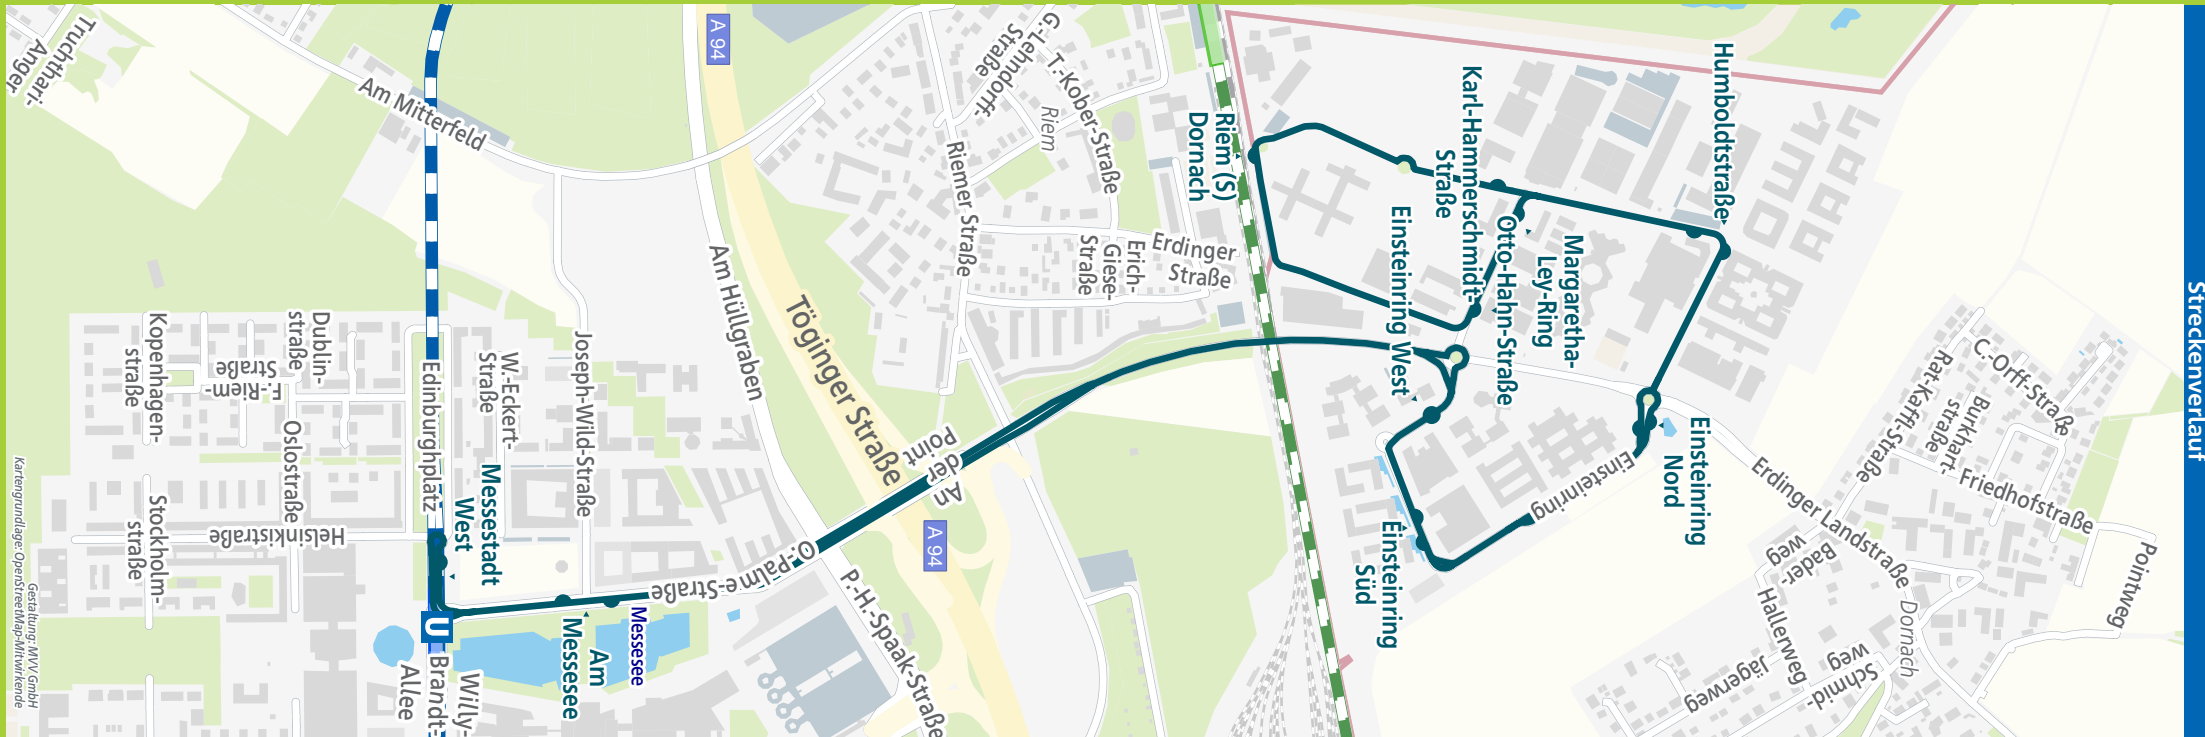 Streckenverlauf
Truchthari-
Anger
Am Mitterfeld
A 94
G.-Lehndorff-
Straße
T.-Kober-Straße
Riem
Riemer Straße
Riem (S)
Dornach
Erdinger
Straße
Erich-
Giese-
Straße
Karl-Hammerschmidt-
Straße
Humboldtstraße
Otto-Hahn-Straße
Margaretha-
Ley-Ring
Einsteinring West
Einsteinring
Nord
Einsteinring
Einsteinring
Süd
Am Hüllgraben
Töginger Straße
An
der
Point
A 94
Kopenhagen-
straße
Dublin-
straße
F.-Riem-
Straße
Oslostraße
Edinburghplatz
W.-Eckert-
Straße
Joseph-Wild-Straße
Stockholm-
straße
Helsinkistraße
Messestadt
West
O.-Palme-Straße
P.-H.-Spaak-Straße
U
Am
Messesee
Messesee
Willy-
Brandt-
Allee
C.-Orff-Straße
Rat-Kaffl-Straße
Burkhart-
straße
Friedhofstraße
Erdinger Landstraße
Pointweg
Bader-
weg
Hallerweg
Dornach
Schmid-
weg
Jägerweg
Kartengrundlage: OpenStreetMap-Mitwirkende
Gestaltung: MVV GmbH